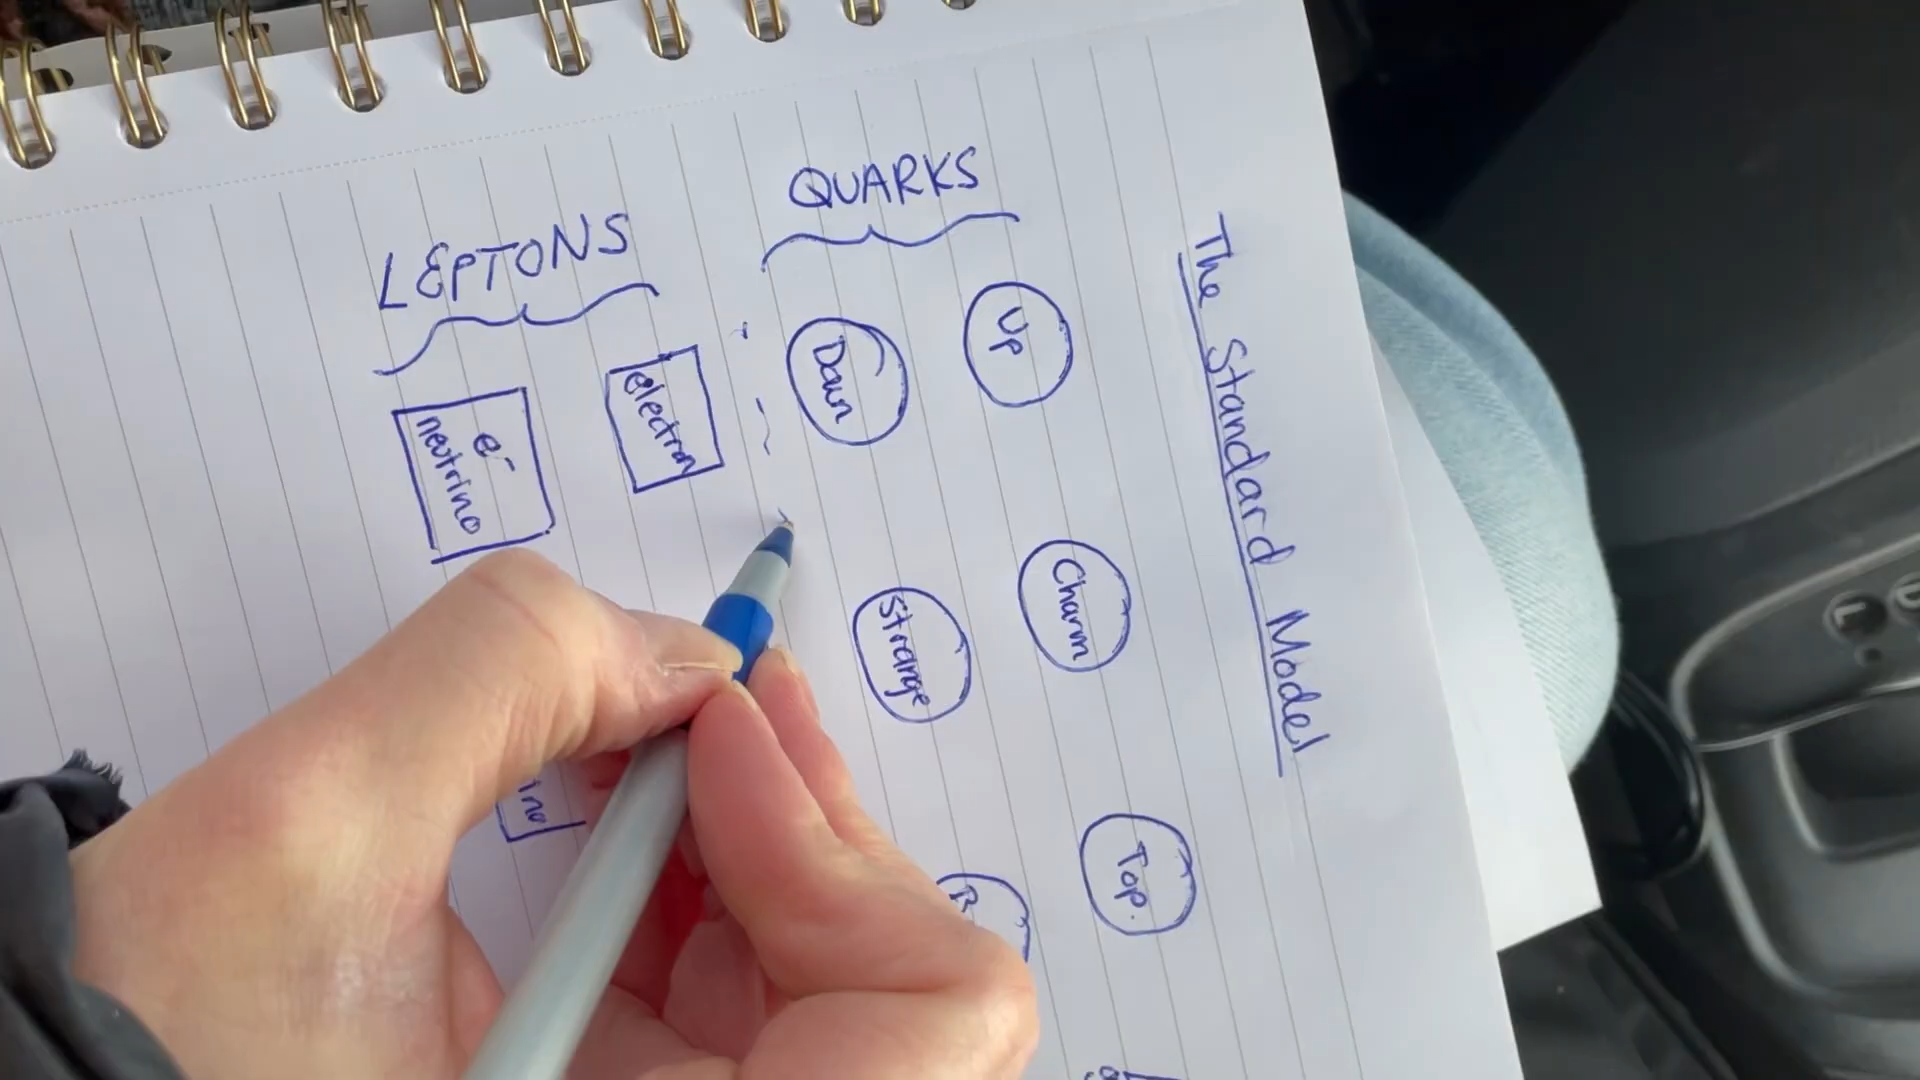 The Standard Model
QUARKS
Up
Charm
Top.
Down
Strange
LEPTONS
electron
e-
neutrino